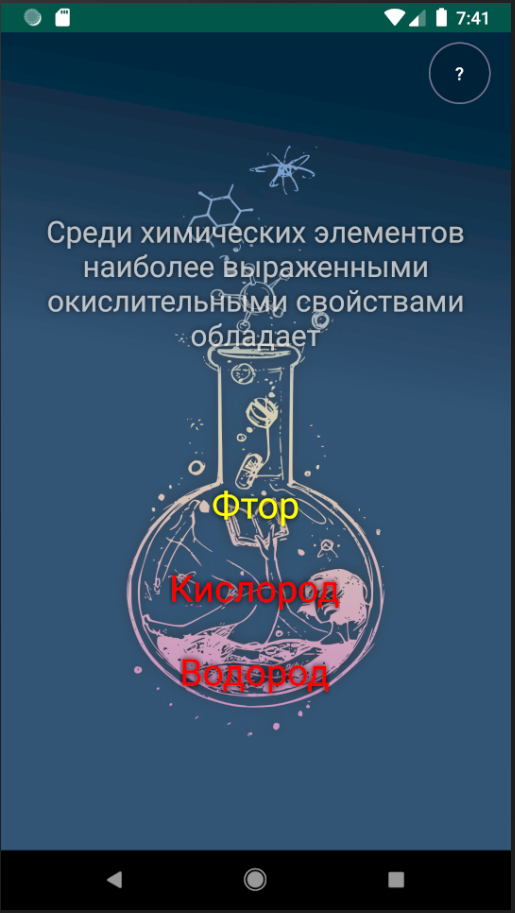 7:41
?
Среди химических элементов
наиболее выраженными
окислительными свойствами
обладает
Фтор
Кислород
Водород